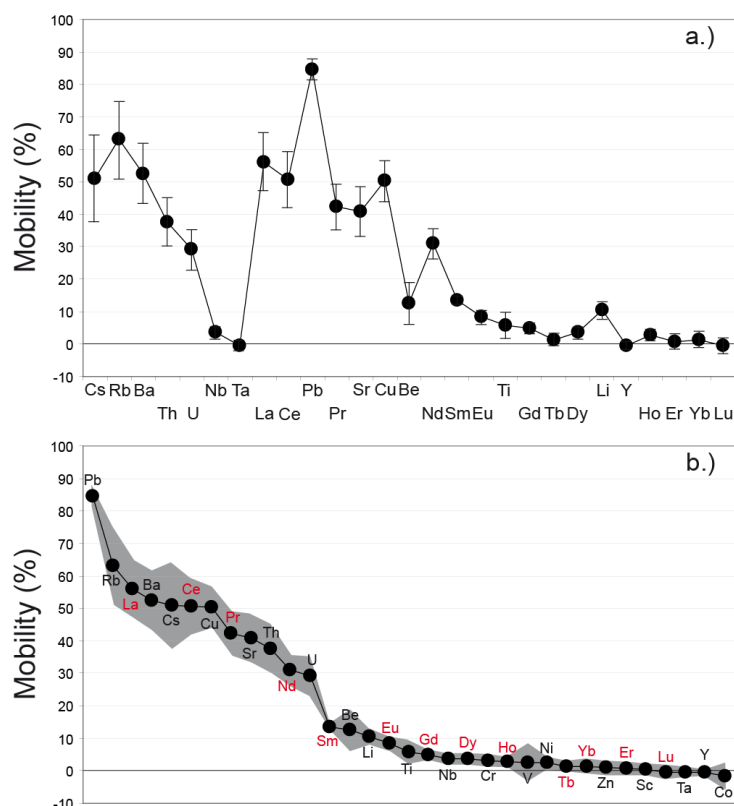 a.)
Mobility (%)
100
90
80
70
60
50
40
30
20
10
0
-10
Cs Rb Ba Nb Ta Pb Sr Cu Be Ti Li Y
Th U La Ce Pr Nd Sm Eu Gd Tb Dy Ho Er Yb Lu
b.)
Mobility (%)
100
90
80
70
60
50
40
30
20
10
0
-10
Pb
Rb
La
Ba
Cs
Ce
Cu
Pr
Sr
Th
Nd
U
Sm
Be
Li
Eu
Ti
Gd
Nb
Dy
Cr
Ho
V
Ni
Tb
Yb
Zn
Er
Sc
Lu
Ta
Y
Co